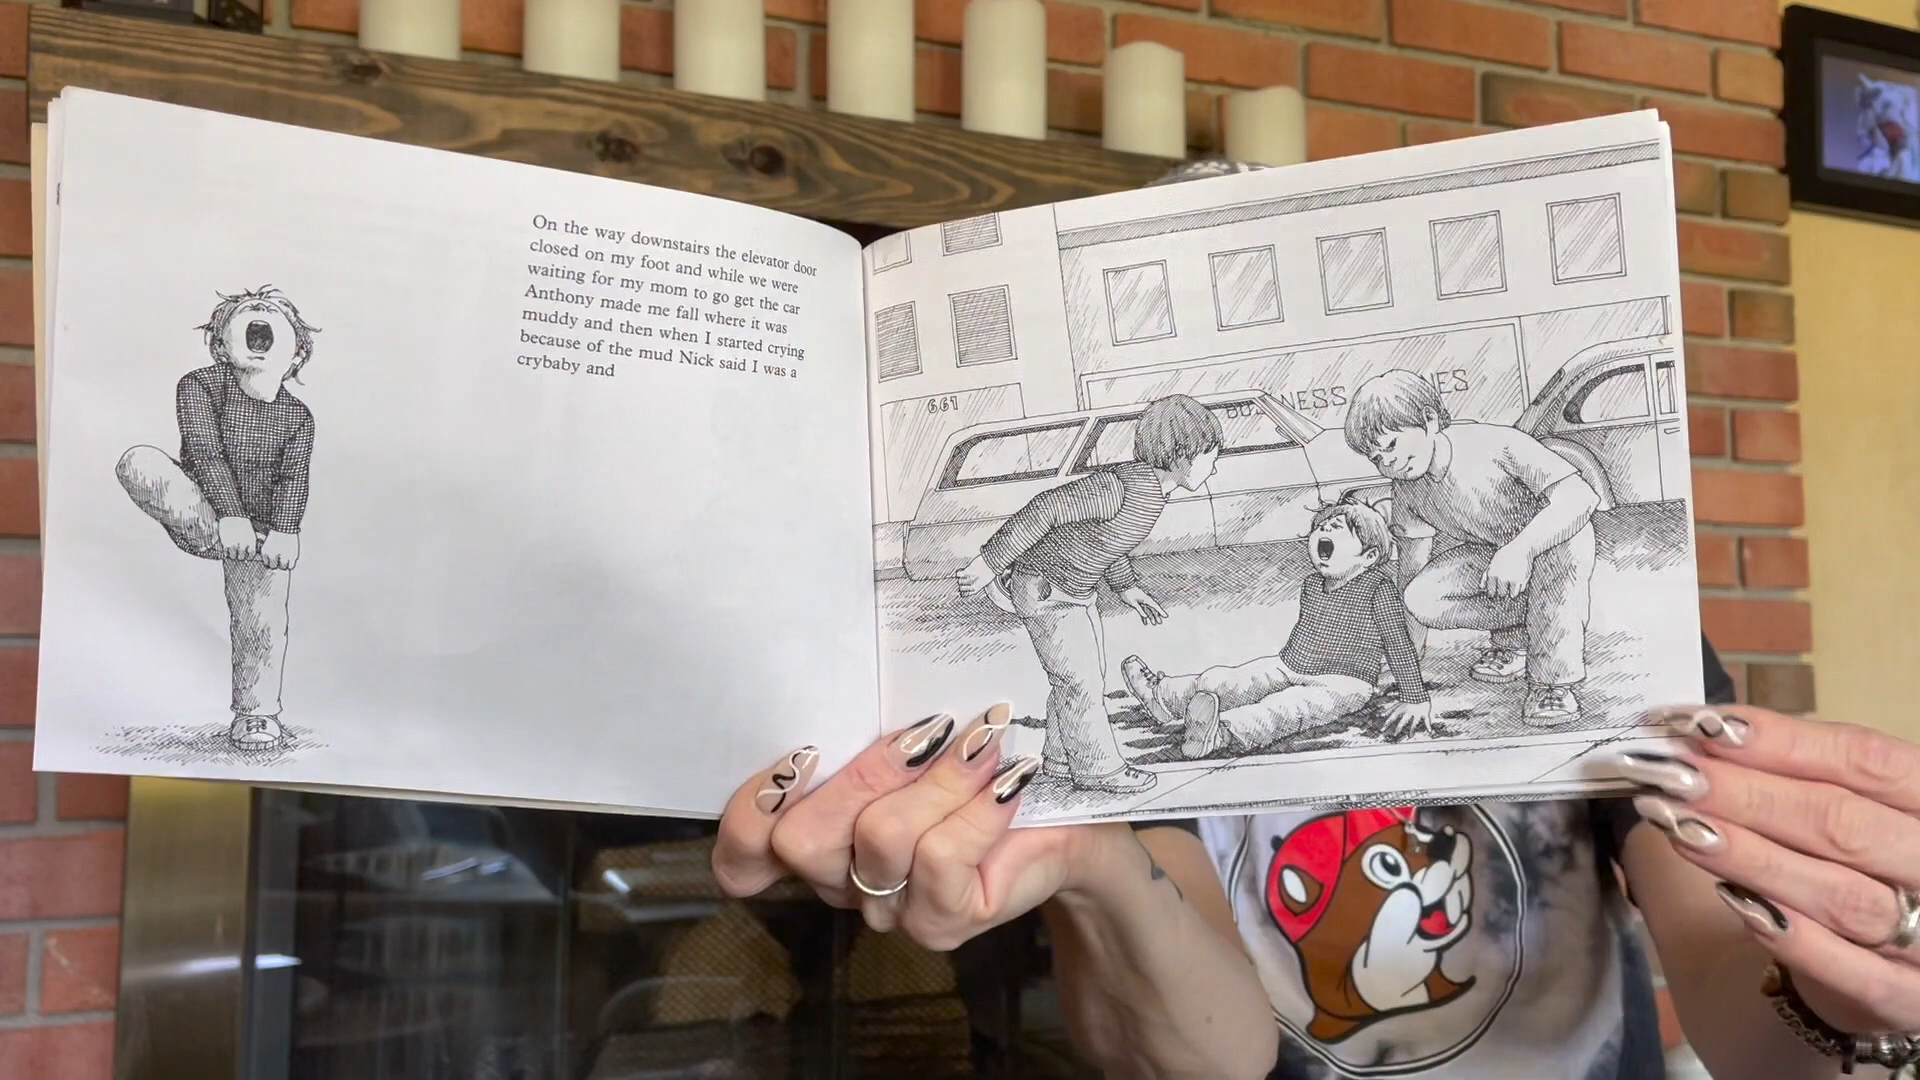 On the way downstairs the elevator door
closed on my foot and while we were
waiting for my mom to go get the car
Anthony made me fall where it was
muddy and then when I started crying
because of the mud Nick said I was a
crybaby and
661